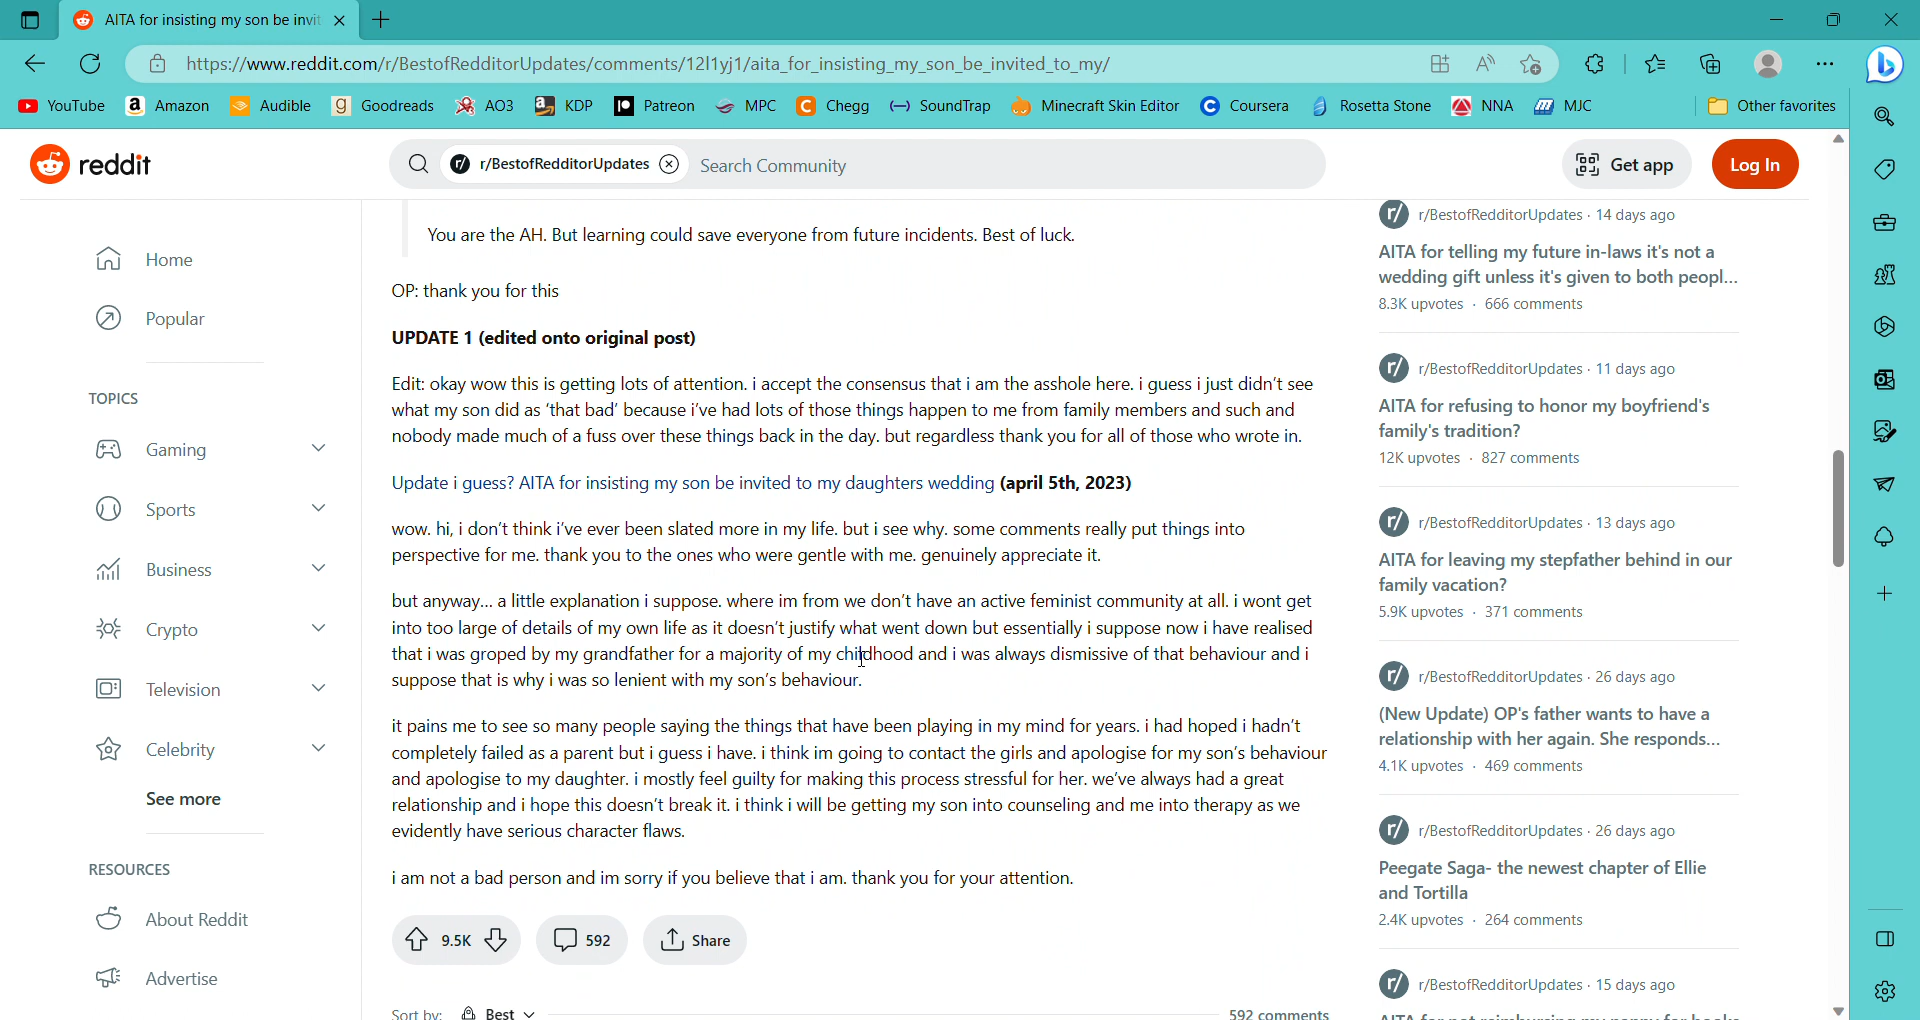 AITA for insisting my son be invit
https://www.reddit.com/r/BestofRedditorUpdates/comments/12l1yj1/aita_for_insisting_my_son_be_invited_to_my/
YouTube Amazon Audible Goodreads AO3 KDP Patreon MPC Chegg SoundTrap Minecraft Skin Editor Coursera Rosetta Stone NNA MJC Other favorites
reddit
r/BestofRedditorUpdates Search Community
Get app
Log In
Home
Popular
TOPICS
Gaming
Sports
Business
Crypto
Television
Celebrity
See more
RESOURCES
About Reddit
Advertise
You are the AH. But learning could save everyone from future incidents. Best of luck.
OP: thank you for this
UPDATE 1 (edited onto original post)
Edit: okay wow this is getting lots of attention. i accept the consensus that i am the asshole here. i guess i just didn't see
what my son did as 'that bad' because i've had lots of those things happen to me from family members and such and
nobody made much of a fuss over these things back in the day. but regardless thank you for all of those who wrote in.
Update i guess? AITA for insisting my son be invited to my daughters wedding (april 5th, 2023)
wow. hi, i don't think i've ever been slated more in my life. but i see why. some comments really put things into
perspective for me. thank you to the ones who were gentle with me. genuinely appreciate it.
but anyway... a little explanation i suppose. where im from we don't have an active feminist community at all. i wont get
into too large of details of my own life as it doesn't justify what went down but essentially i suppose now i have realised
that i was groped by my grandfather for a majority of my childhood and i was always dismissive of that behaviour and i
suppose that is why i was so lenient with my son's behaviour.
it pains me to see so many people saying the things that have been playing in my mind for years. i had hoped i hadn't
completely failed as a parent but i guess i have. i think im going to contact the girls and apologise for my son's behaviour
and apologise to my daughter. i mostly feel guilty for making this process stressful for her. we've always had a great
relationship and i hope this doesn't break it. i think i will be getting my son into counseling and me into therapy as we
evidently have serious character flaws.
i am not a bad person and im sorry if you believe that i am. thank you for your attention.
9.5K 592 Share
Sort by: Best 592 comments
r/BestofRedditorUpdates · 14 days ago
AITA for telling my future in-laws it's not a
wedding gift unless it's given to both peopl...
8.3K upvotes · 666 comments
r/BestofRedditorUpdates · 11 days ago
AITA for refusing to honor my boyfriend's
family's tradition?
12K upvotes · 827 comments
r/BestofRedditorUpdates · 13 days ago
AITA for leaving my stepfather behind in our
family vacation?
5.9K upvotes · 371 comments
r/BestofRedditorUpdates · 26 days ago
(New Update) OP's father wants to have a
relationship with her again. She responds...
4.1K upvotes · 469 comments
r/BestofRedditorUpdates · 26 days ago
Peegate Saga- the newest chapter of Ellie
and Tortilla
2.4K upvotes · 264 comments
r/BestofRedditorUpdates · 15 days ago